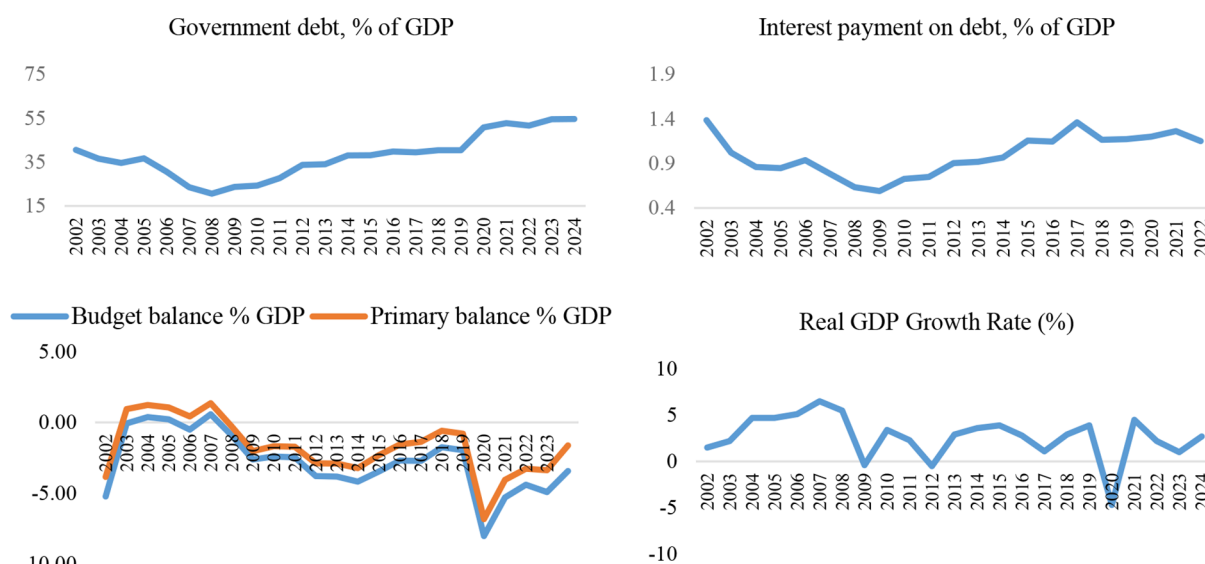 Government debt, % of GDP
75
55
35
15
2002 2003 2004 2005 2006 2007 2008 2009 2010 2011 2012 2013 2014 2015 2016 2017 2018 2019 2020 2021 2022 2023 2024
Interest payment on debt, % of GDP
1.9
1.4
0.9
0.4
2002 2003 2004 2005 2006 2007 2008 2009 2010 2011 2012 2013 2014 2015 2016 2017 2018 2019 2020 2021 2022
Budget balance % GDP Primary balance % GDP
5.00
0.00
2002 2003 2004 2005 2006 2007 2008 2009 2010 2011 2012 2013 2014 2015 2016 2017 2018 2019 2020 2021 2022 2023
-5.00
-10.00
Real GDP Growth Rate (%)
10
5
0
2002 2003 2004 2005 2006 2007 2008 2009 2010 2011 2012 2013 2014 2015 2016 2017 2018 2019 2020 2021 2022 2023 2024
-5
-10